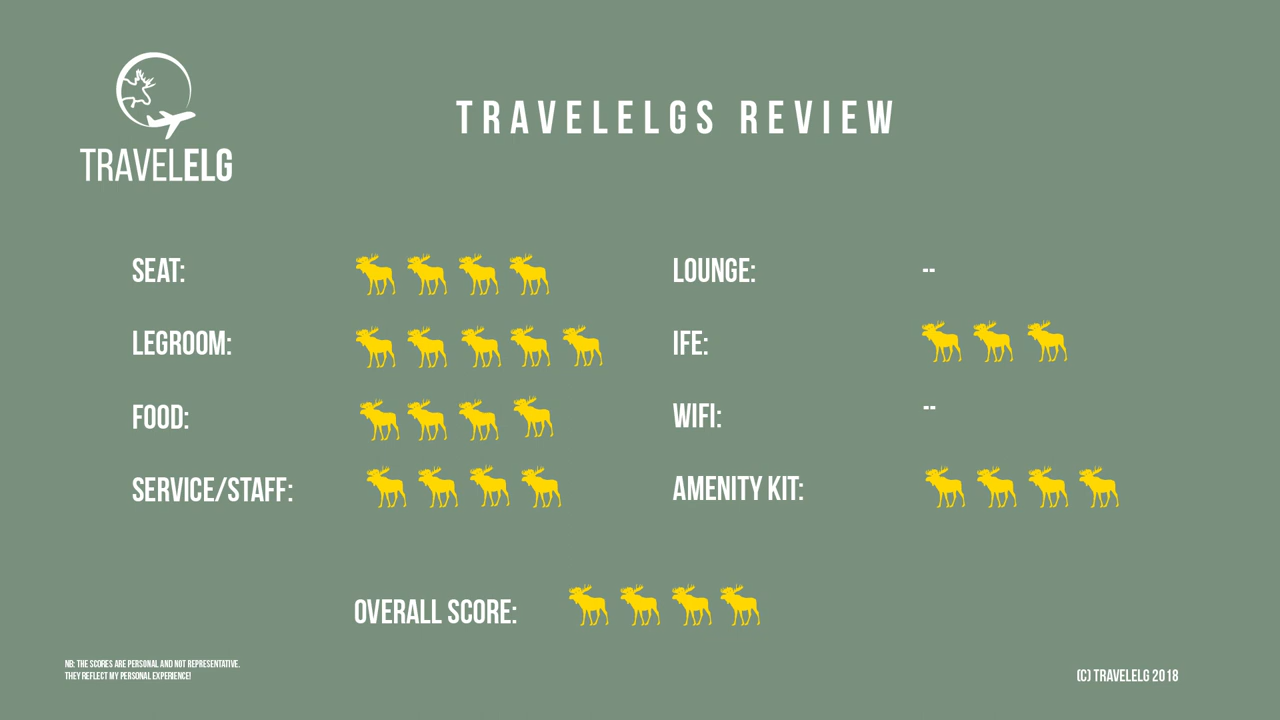 TRAVELELG
TRAVELELGS REVIEW
SEAT:
LEGROOM:
FOOD:
SERVICE/STAFF:
LOUNGE: --
IFE:
WIFI: --
AMENITY KIT:
OVERALL SCORE:
NB: THE SCORES ARE PERSONAL AND NOT REPRESENTATIVE.
THEY REFLECT MY PERSONAL EXPERIENCE!
(C) TRAVELELG 2018